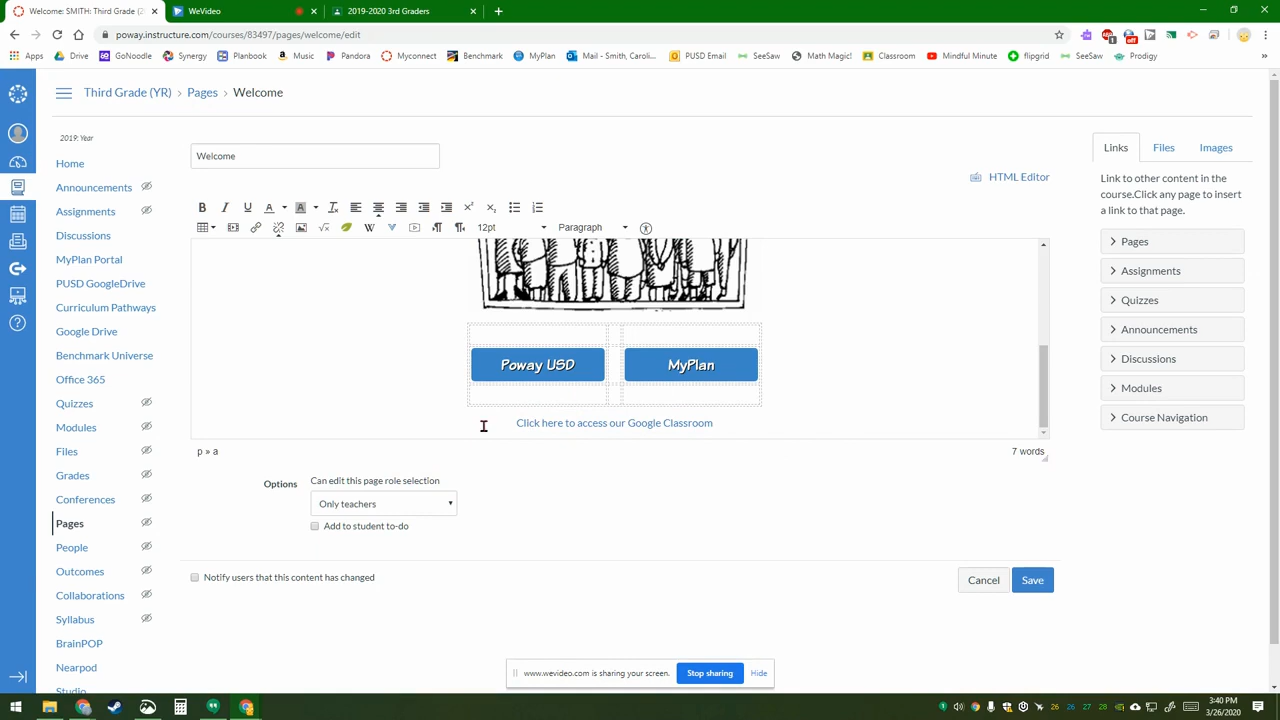 Welcome: SMITH: Third Grade (2
WeVideo
2019-2020 3rd Graders
poway.instructure.com/courses/83497/pages/welcome/edit
Apps Drive GoNoodle Synergy Planbook Music Pandora Myconnect Benchmark MyPlan Mail - Smith, Caroli... PUSD Email SeeSaw Math Magic! Classroom Mindful Minute flipgrid SeeSaw Prodigy
Third Grade (YR) > Pages > Welcome
2019: Year
Home
Announcements
Assignments
Discussions
MyPlan Portal
PUSD GoogleDrive
Curriculum Pathways
Google Drive
Benchmark Universe
Office 365
Quizzes
Modules
Files
Grades
Conferences
Pages
People
Outcomes
Collaborations
Syllabus
BrainPOP
Nearpod
Studio
Welcome
HTML Editor
12pt Paragraph
Poway USD MyPlan
Click here to access our Google Classroom
p » a
7 words
Options
Can edit this page role selection
Only teachers
Add to student to-do
Notify users that this content has changed
Cancel Save
Links Files Images
Link to other content in the
course.Click any page to insert
a link to that page.
Pages
Assignments
Quizzes
Announcements
Discussions
Modules
Course Navigation
www.wevideo.com is sharing your screen. Stop sharing Hide
3:40 PM
3/26/2020